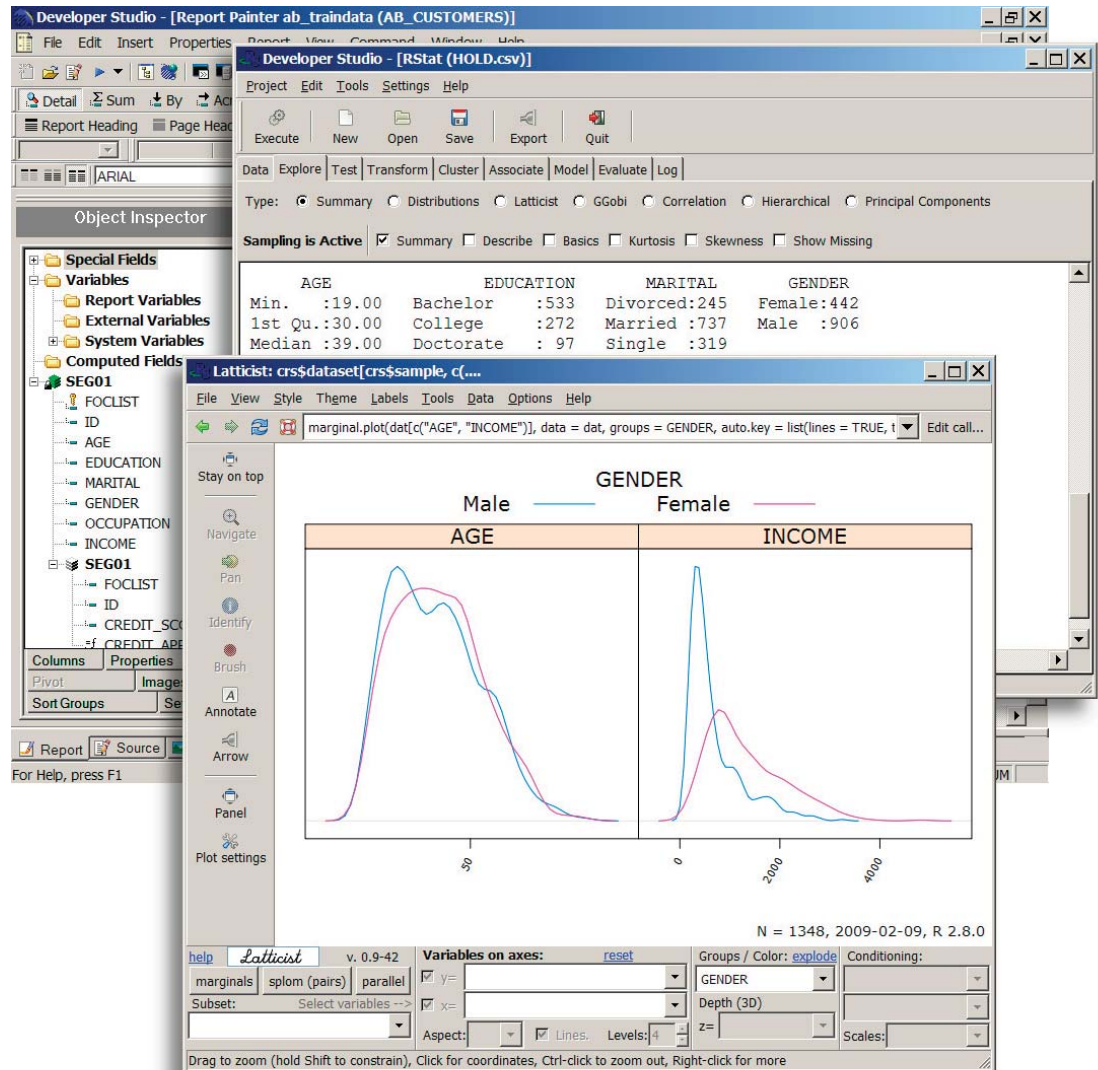 Developer Studio - [Report Painter ab_traindata (AB_CUSTOMERS)]
File Edit Insert Properties Report View Command Window Help
Detail Sum By
Report Heading Page Head
ARIAL
Object Inspector
Special Fields
Variables
Report Variables
External Variables
System Variables
Computed Fields
SEG01
FOCLIST
ID
AGE
EDUCATION
MARITAL
GENDER
OCCUPATION
INCOME
SEG01
FOCLIST
ID
CREDIT_SCO
CREDIT_APP
Columns Properties
Pivot Image
Sort Groups Se
Report Source
For Help, press F1
UM
Developer Studio - [RStat (HOLD.csv)]
Project Edit Tools Settings Help
Execute New Open Save Export Quit
Data Explore Test Transform Cluster Associate Model Evaluate Log
Type: Summary Distributions Latticist GGobi Correlation Hierarchical Principal Components
Sampling is Active Summary Describe Basics Kurtosis Skewness Show Missing
AGE EDUCATION MARITAL GENDER
Min. :19.00 Bachelor :533 Divorced:245 Female:442
1st Qu.:30.00 College :272 Married :737 Male :906
Median :39.00 Doctorate : 97 Single :319
Latticist: crs$dataset[crs$sample, c(....
File View Style Theme Labels Tools Data Options Help
marginal.plot(dat[c("AGE", "INCOME")], data = dat, groups = GENDER, auto.key = list(lines = TRUE, t Edit call...
Stay on top
Navigate
Pan
Identify
Brush
Annotate
Arrow
Panel
Plot settings
GENDER
Male Female
AGE INCOME
50 0 2000 4000
N = 1348, 2009-02-09, R 2.8.0
help Latticist v. 0.9-42 Variables on axes: reset Groups / Color: explode Conditioning:
marginals splom (pairs) parallel y= GENDER
Subset: Select variables --> x= Depth (3D)
Aspect: Lines. Levels: 4 z= Scales:
Drag to zoom (hold Shift to constrain), Click for coordinates, Ctrl-click to zoom out, Right-click for more